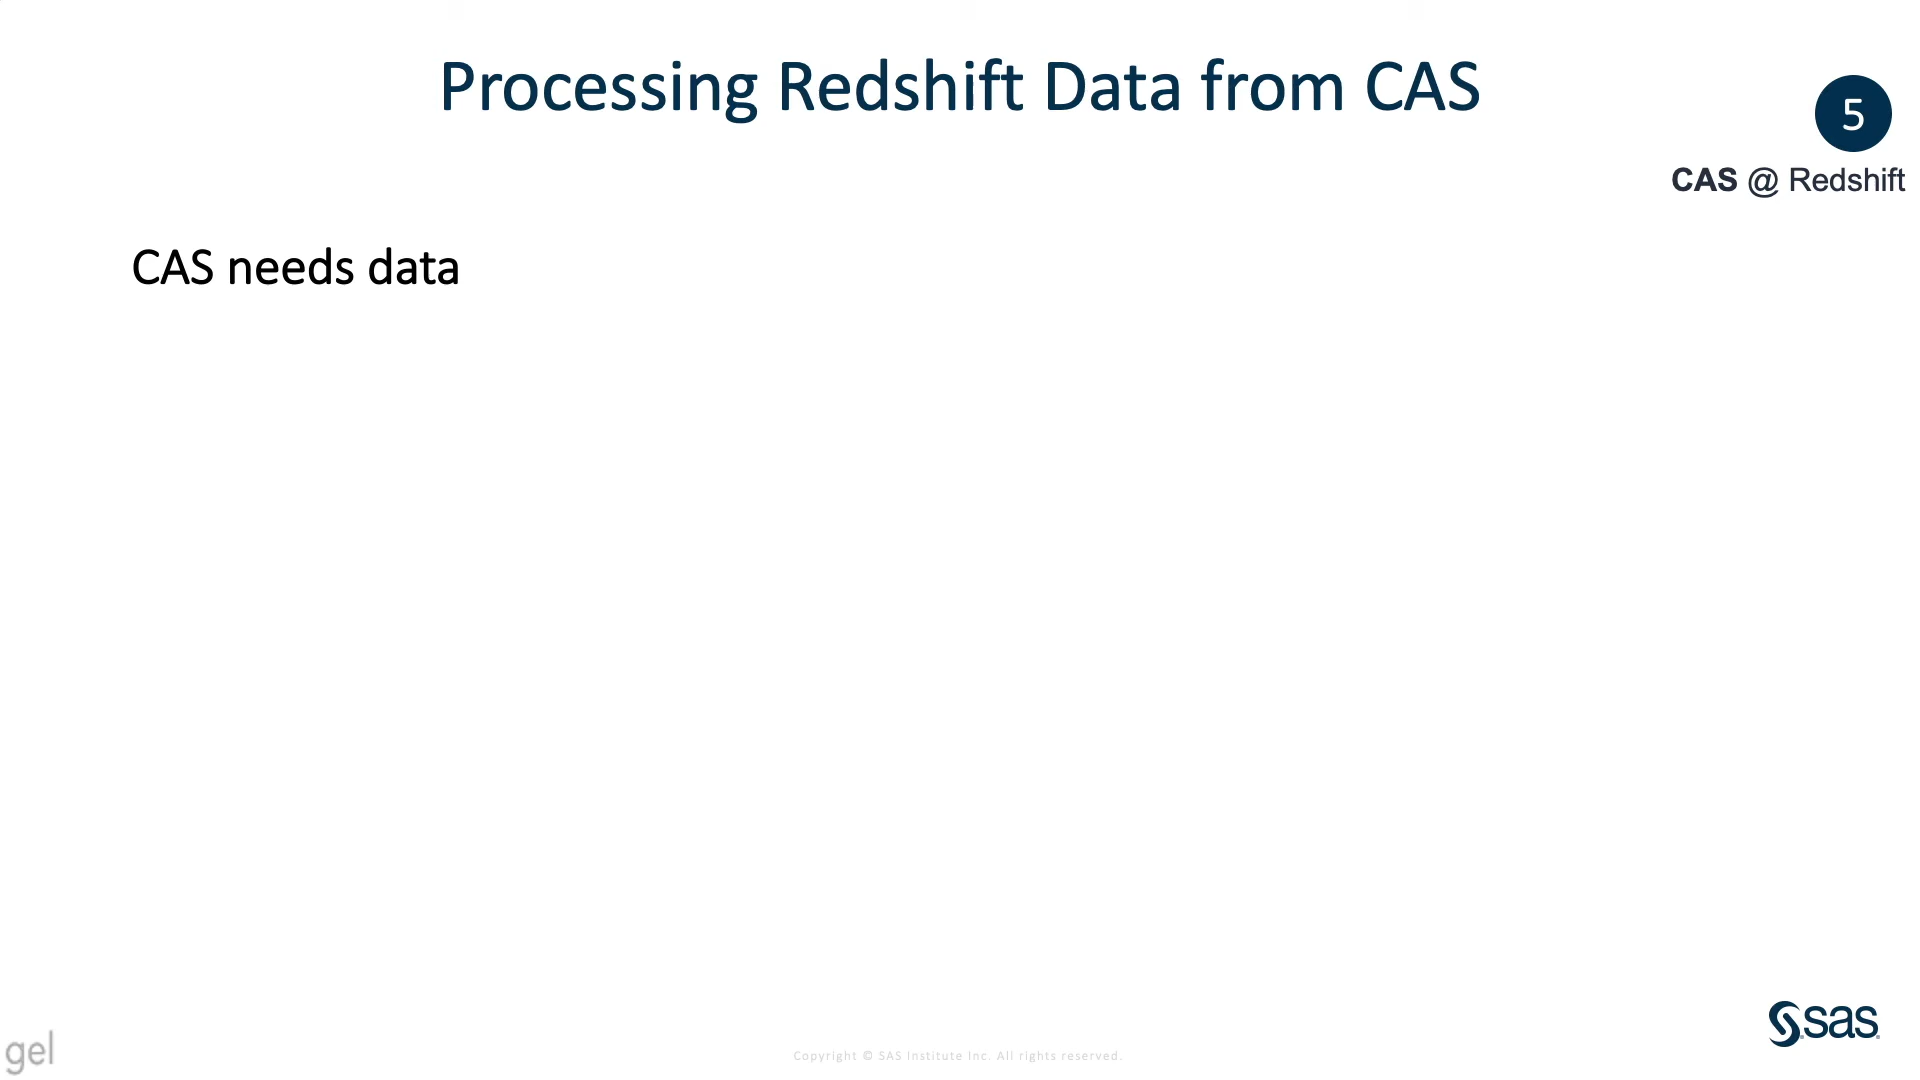 Processing Redshift Data from CAS
5
CAS @ Redshift
CAS needs data
sas
gel
Copyright © SAS Institute Inc. All rights reserved.